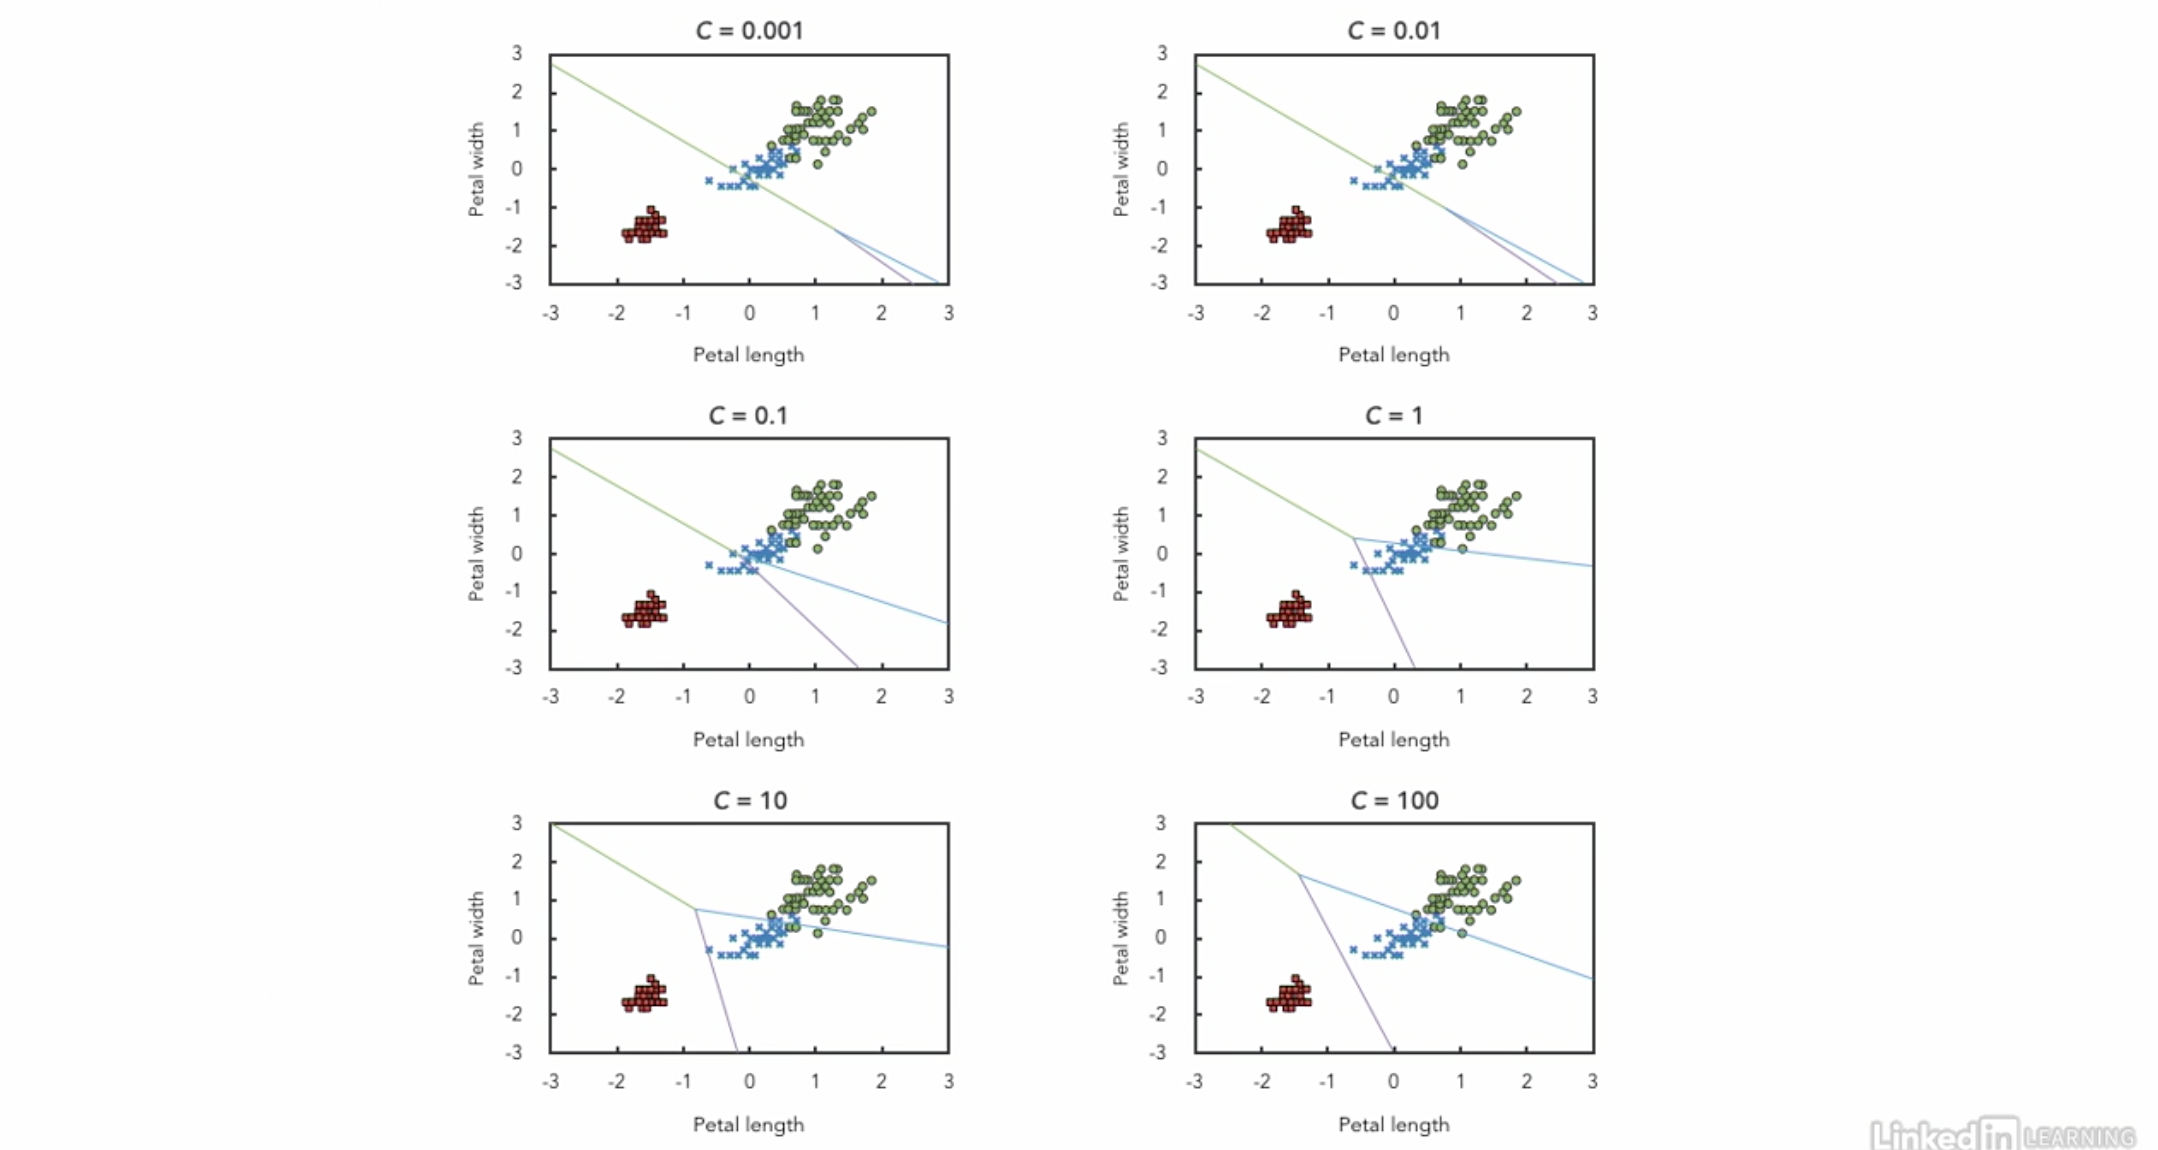 C = 0.001
3
2
1
0
-1
-2
-3
Petal width
-3 -2 -1 0 1 2 3
Petal length
C = 0.01
3
2
1
0
-1
-2
-3
Petal width
-3 -2 -1 0 1 2 3
Petal length
C = 0.1
3
2
1
0
-1
-2
-3
Petal width
-3 -2 -1 0 1 2 3
Petal length
C = 1
3
2
1
0
-1
-2
-3
Petal width
-3 -2 -1 0 1 2 3
Petal length
C = 10
3
2
1
0
-1
-2
-3
Petal width
-3 -2 -1 0 1 2 3
Petal length
C = 100
3
2
1
0
-1
-2
-3
Petal width
-3 -2 -1 0 1 2 3
Petal length
Linked in LEARNING